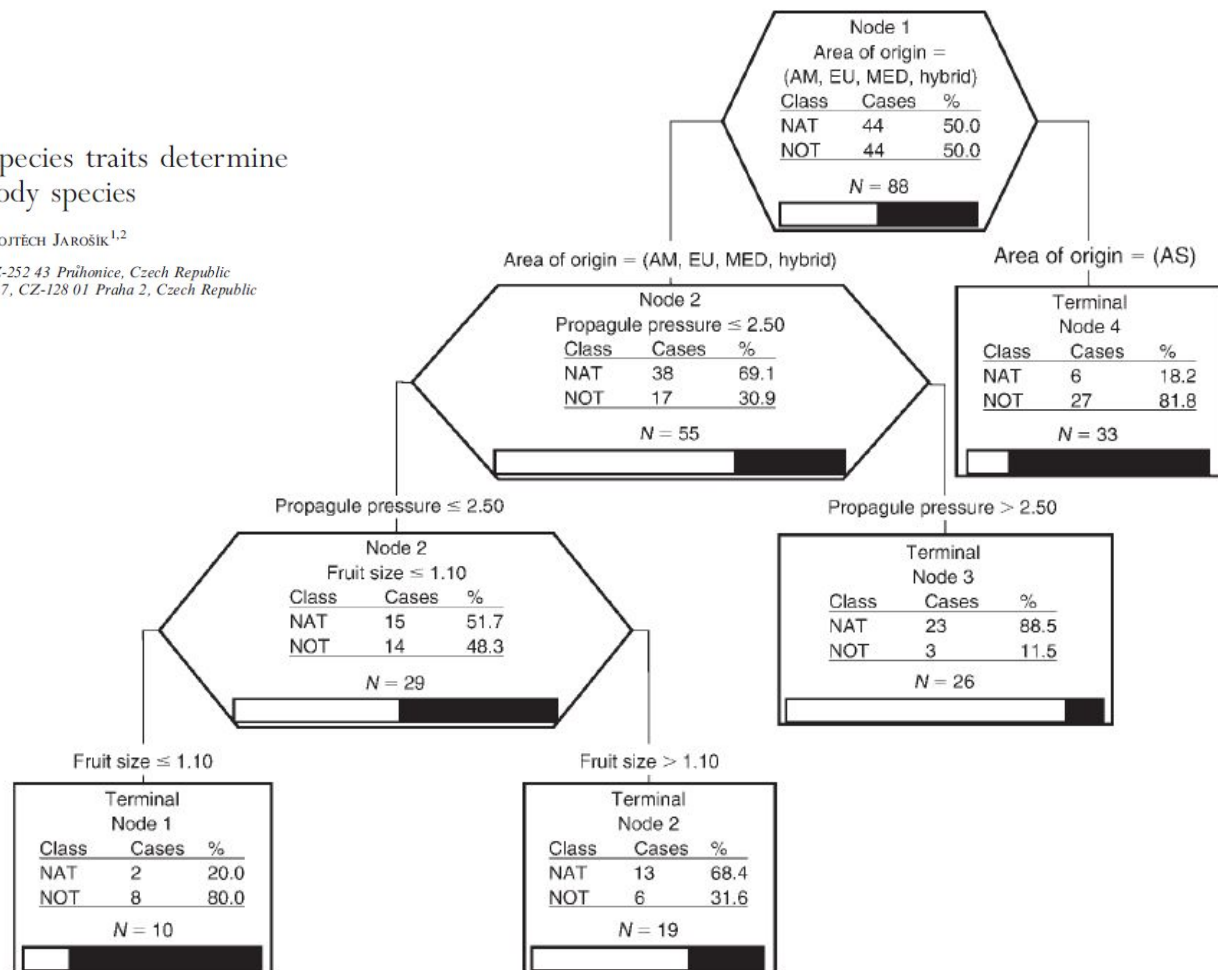 pecies traits determine
ody species
OJTĚCH JAROŠÍK1,2
Z-252 43 Průhonice, Czech Republic
7, CZ-128 01 Praha 2, Czech Republic
Node 1
Area of origin =
(AM, EU, MED, hybrid)
Class Cases %
NAT 44 50.0
NOT 44 50.0
N = 88
Area of origin = (AM, EU, MED, hybrid)
Area of origin = (AS)
Node 2
Propagule pressure ≤ 2.50
Class Cases %
NAT 38 69.1
NOT 17 30.9
N = 55
Terminal
Node 4
Class Cases %
NAT 6 18.2
NOT 27 81.8
N = 33
Propagule pressure ≤ 2.50
Propagule pressure > 2.50
Node 2
Fruit size ≤ 1.10
Class Cases %
NAT 15 51.7
NOT 14 48.3
N = 29
Terminal
Node 3
Class Cases %
NAT 23 88.5
NOT 3 11.5
N = 26
Fruit size ≤ 1.10
Fruit size > 1.10
Terminal
Node 1
Class Cases %
NAT 2 20.0
NOT 8 80.0
N = 10
Terminal
Node 2
Class Cases %
NAT 13 68.4
NOT 6 31.6
N = 19